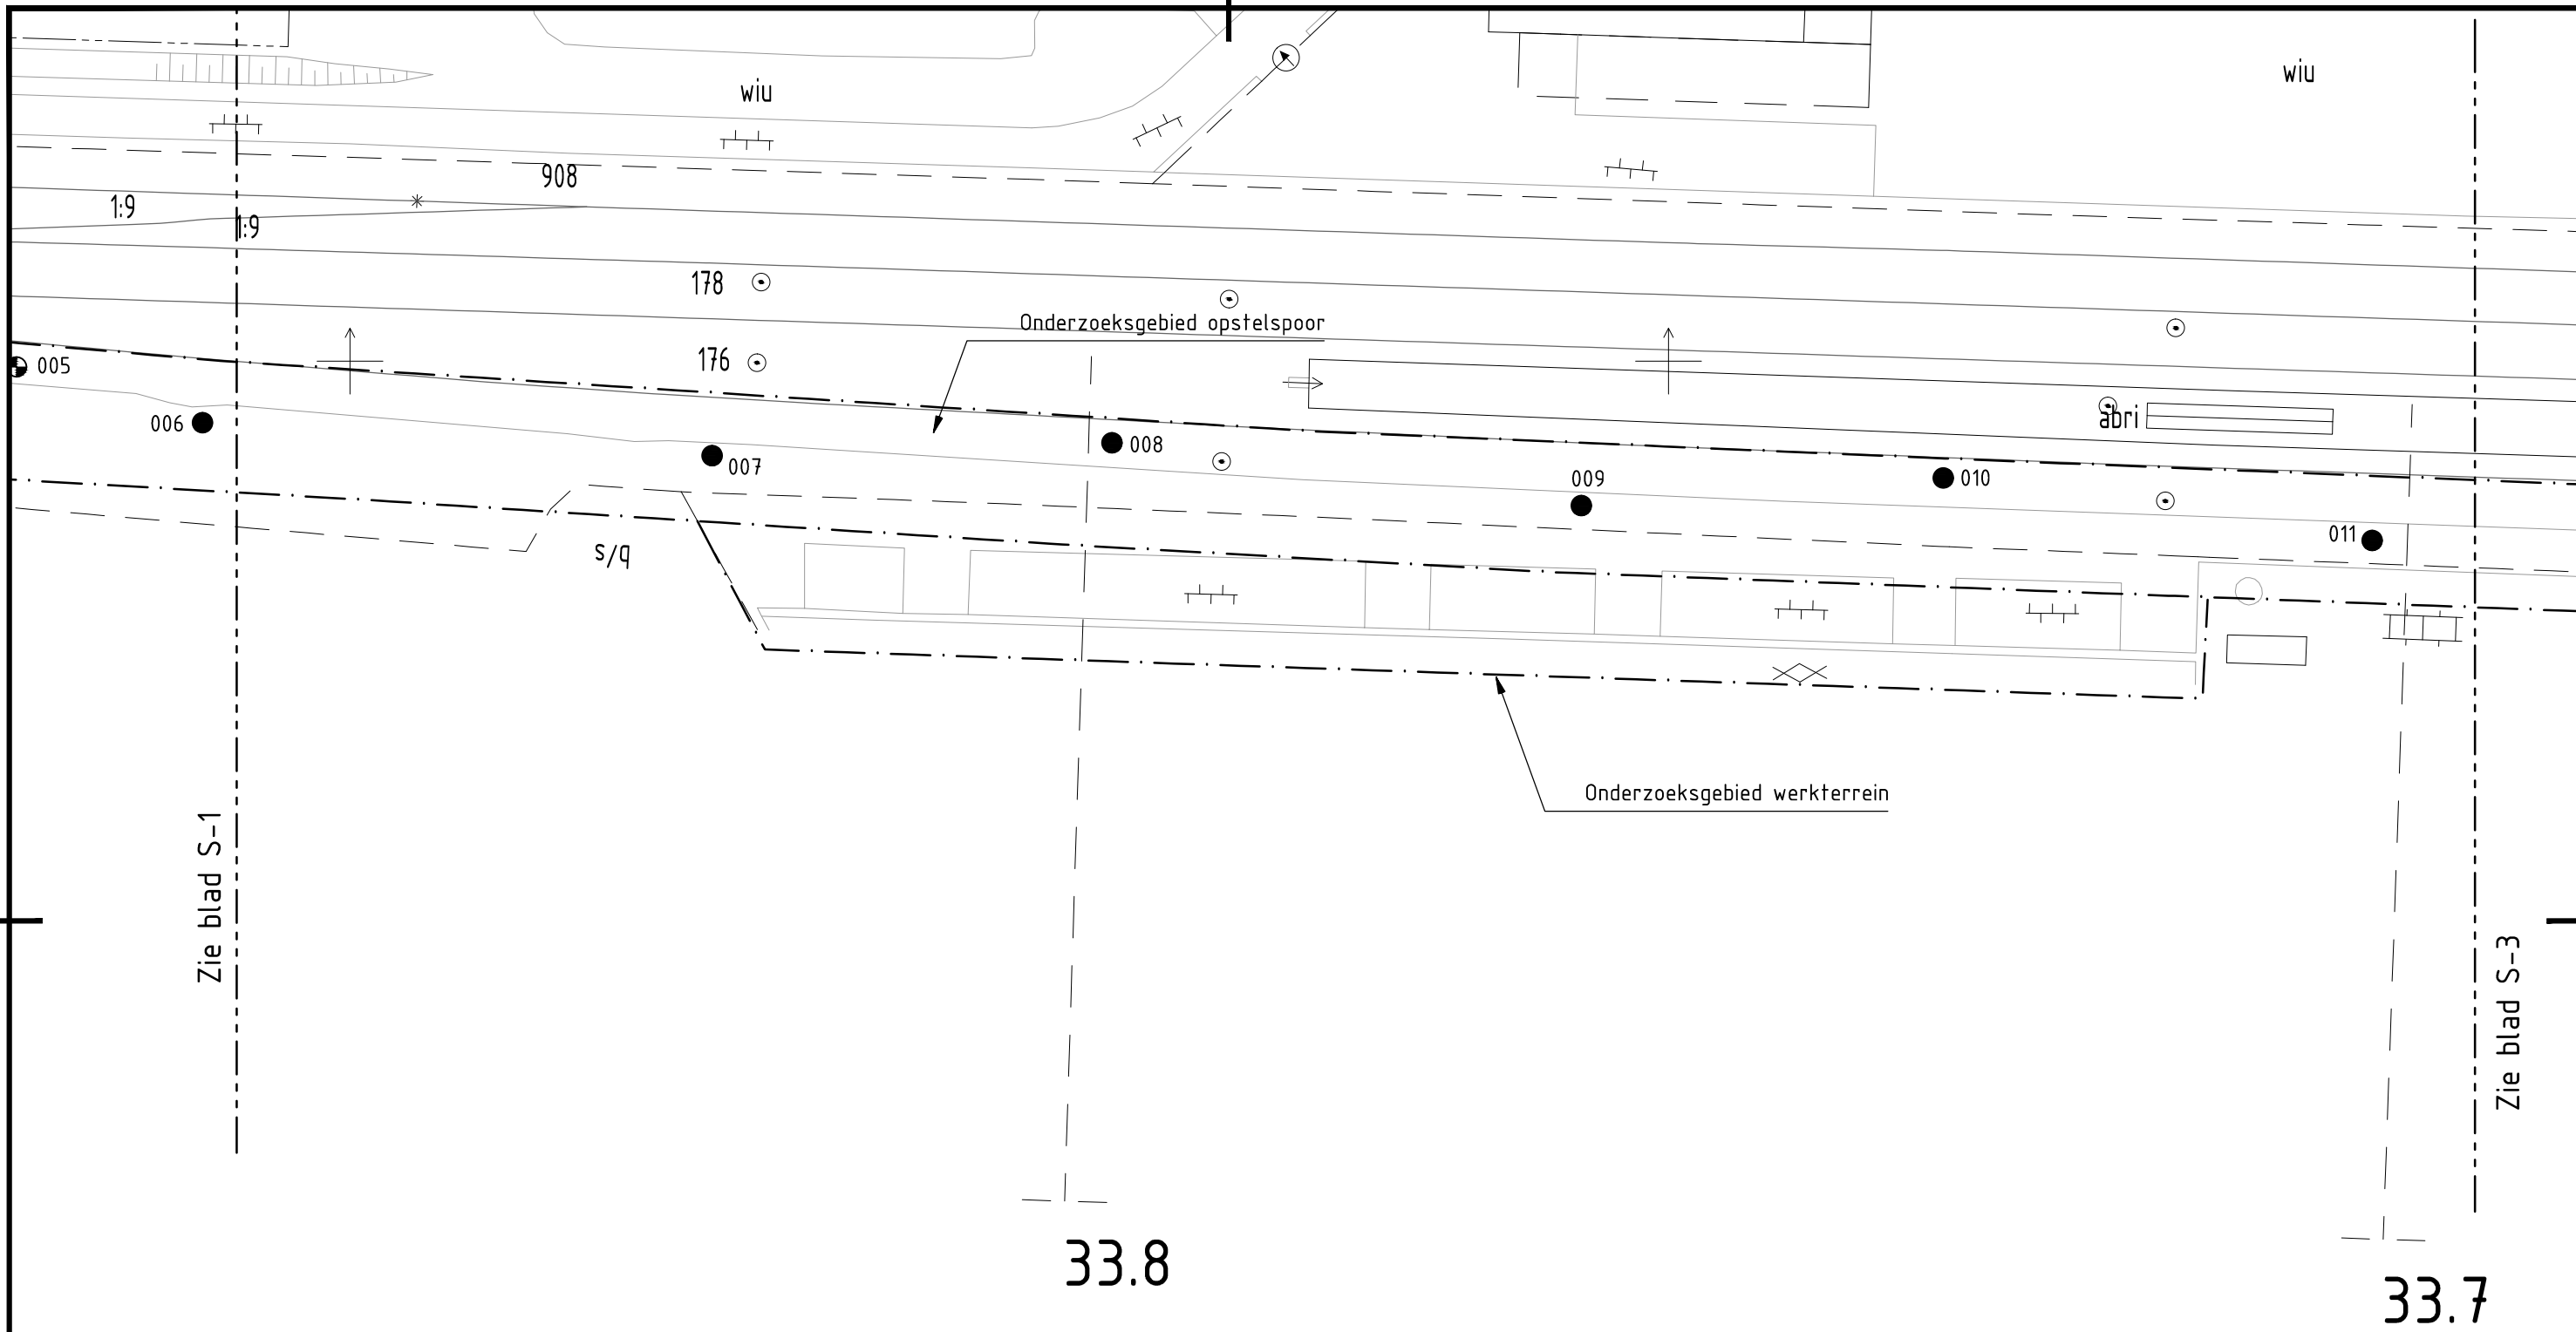 wiu
wiu
908
1:9
1:9
178
Onderzoeksgebied opstelspoor
176
005
abri
006
007
008
009
010
011
s/q
Onderzoeksgebied werkterrein
Zie blad S-1
Zie blad S-3
33.8
33.7